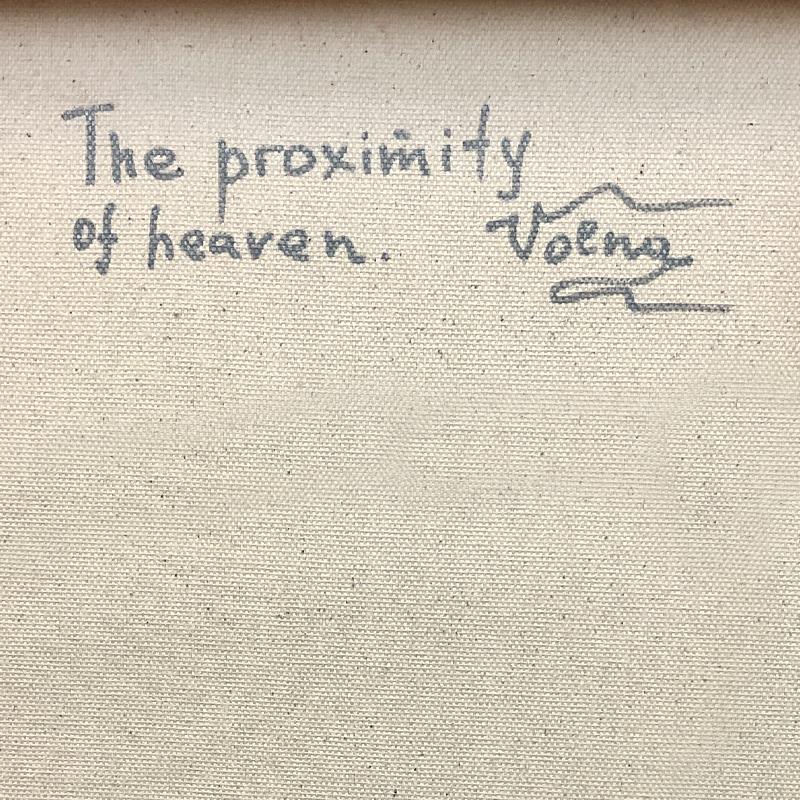 The proximity
of heaven. Volna